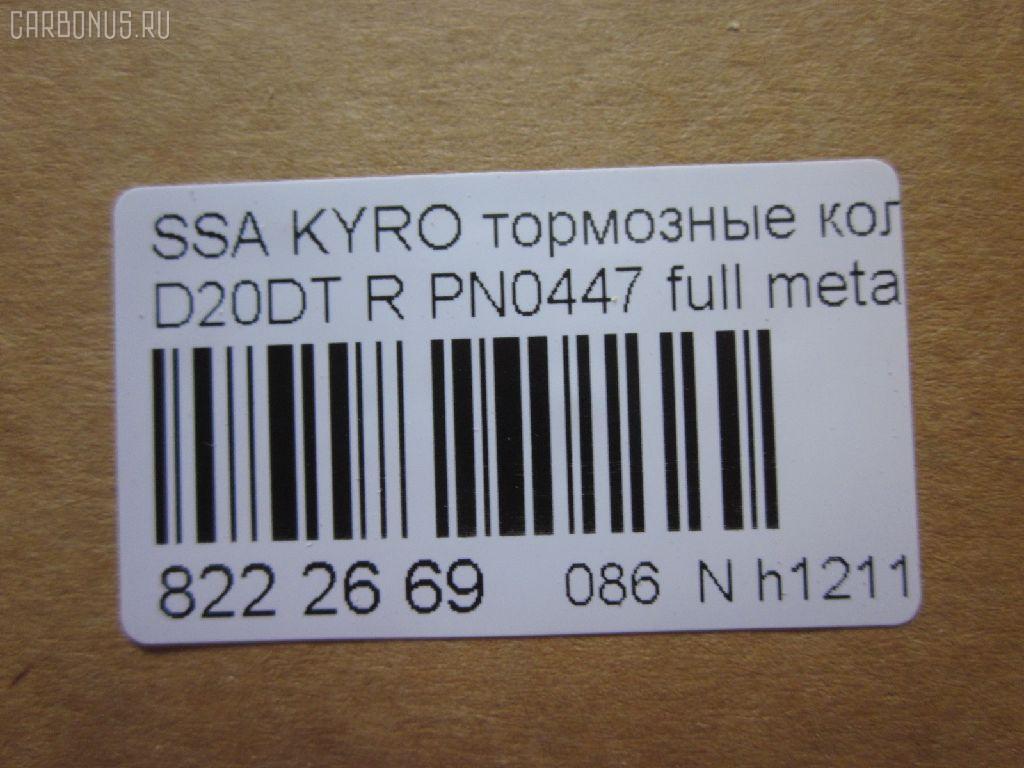 CARBONUS.RU
SSA KYRO тормозные кол
D20DT R PN0447 full meta
822 26 69 086 N h1211